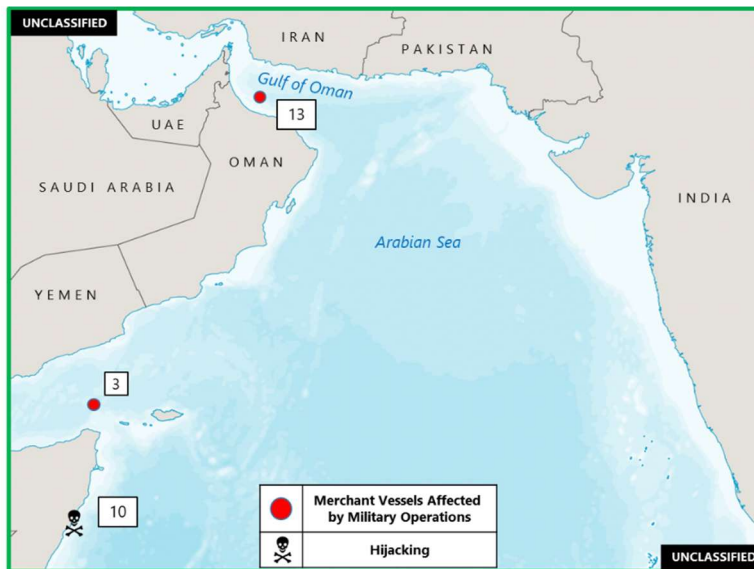 UNCLASSIFIED
IRAN
PAKISTAN
Gulf of Oman
13
UAE
OMAN
SAUDI ARABIA
INDIA
Arabian Sea
YEMEN
3
10
Merchant Vessels Affected
by Military Operations
Hijacking
UNCLASSIFIED